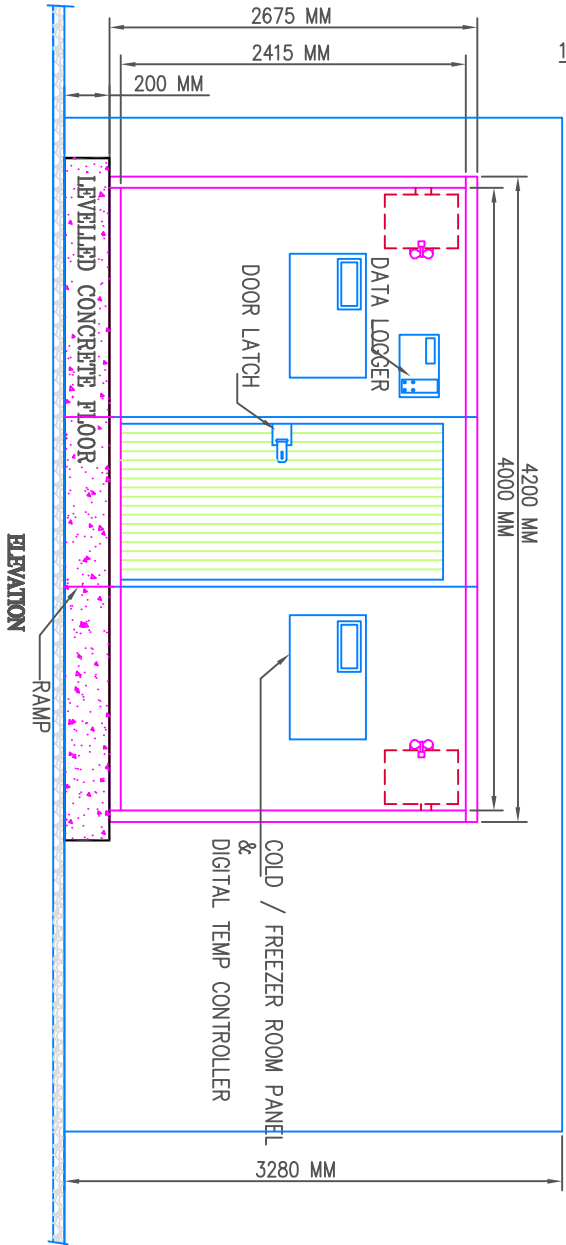 2675 MM
2415 MM
200 MM
1
4200 MM
4000 MM
DATA LOGGER
DOOR LATCH
LEVELLED CONCRETE FLOOR
RAMP
COLD / FREEZER ROOM PANEL
&
DIGITAL TEMP CONTROLLER
3280 MM
ELEVATION